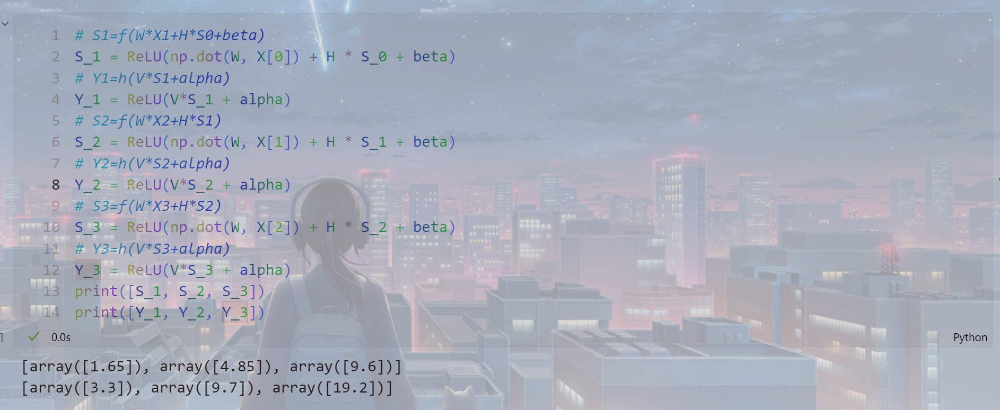 1 # S1=f(W*X1+H*S0+beta)
2 S_1 = ReLU(np.dot(W, X[0]) + H * S_0 + beta)
3 # Y1=h(V*S1+alpha)
4 Y_1 = ReLU(V*S_1 + alpha)
5 # S2=f(W*X2+H*S1)
6 S_2 = ReLU(np.dot(W, X[1]) + H * S_1 + beta)
7 # Y2=h(V*S2+alpha)
8 Y_2 = ReLU(V*S_2 + alpha)
9 # S3=f(W*X3+H*S2)
10 S_3 = ReLU(np.dot(W, X[2]) + H * S_2 + beta)
11 # Y3=h(V*S3+alpha)
12 Y_3 = ReLU(V*S_3 + alpha)
13 print([S_1, S_2, S_3])
14 print([Y_1, Y_2, Y_3])
] ✓ 0.0s Python
[array([1.65]), array([4.85]), array([9.6])]
[array([3.3]), array([9.7]), array([19.2])]